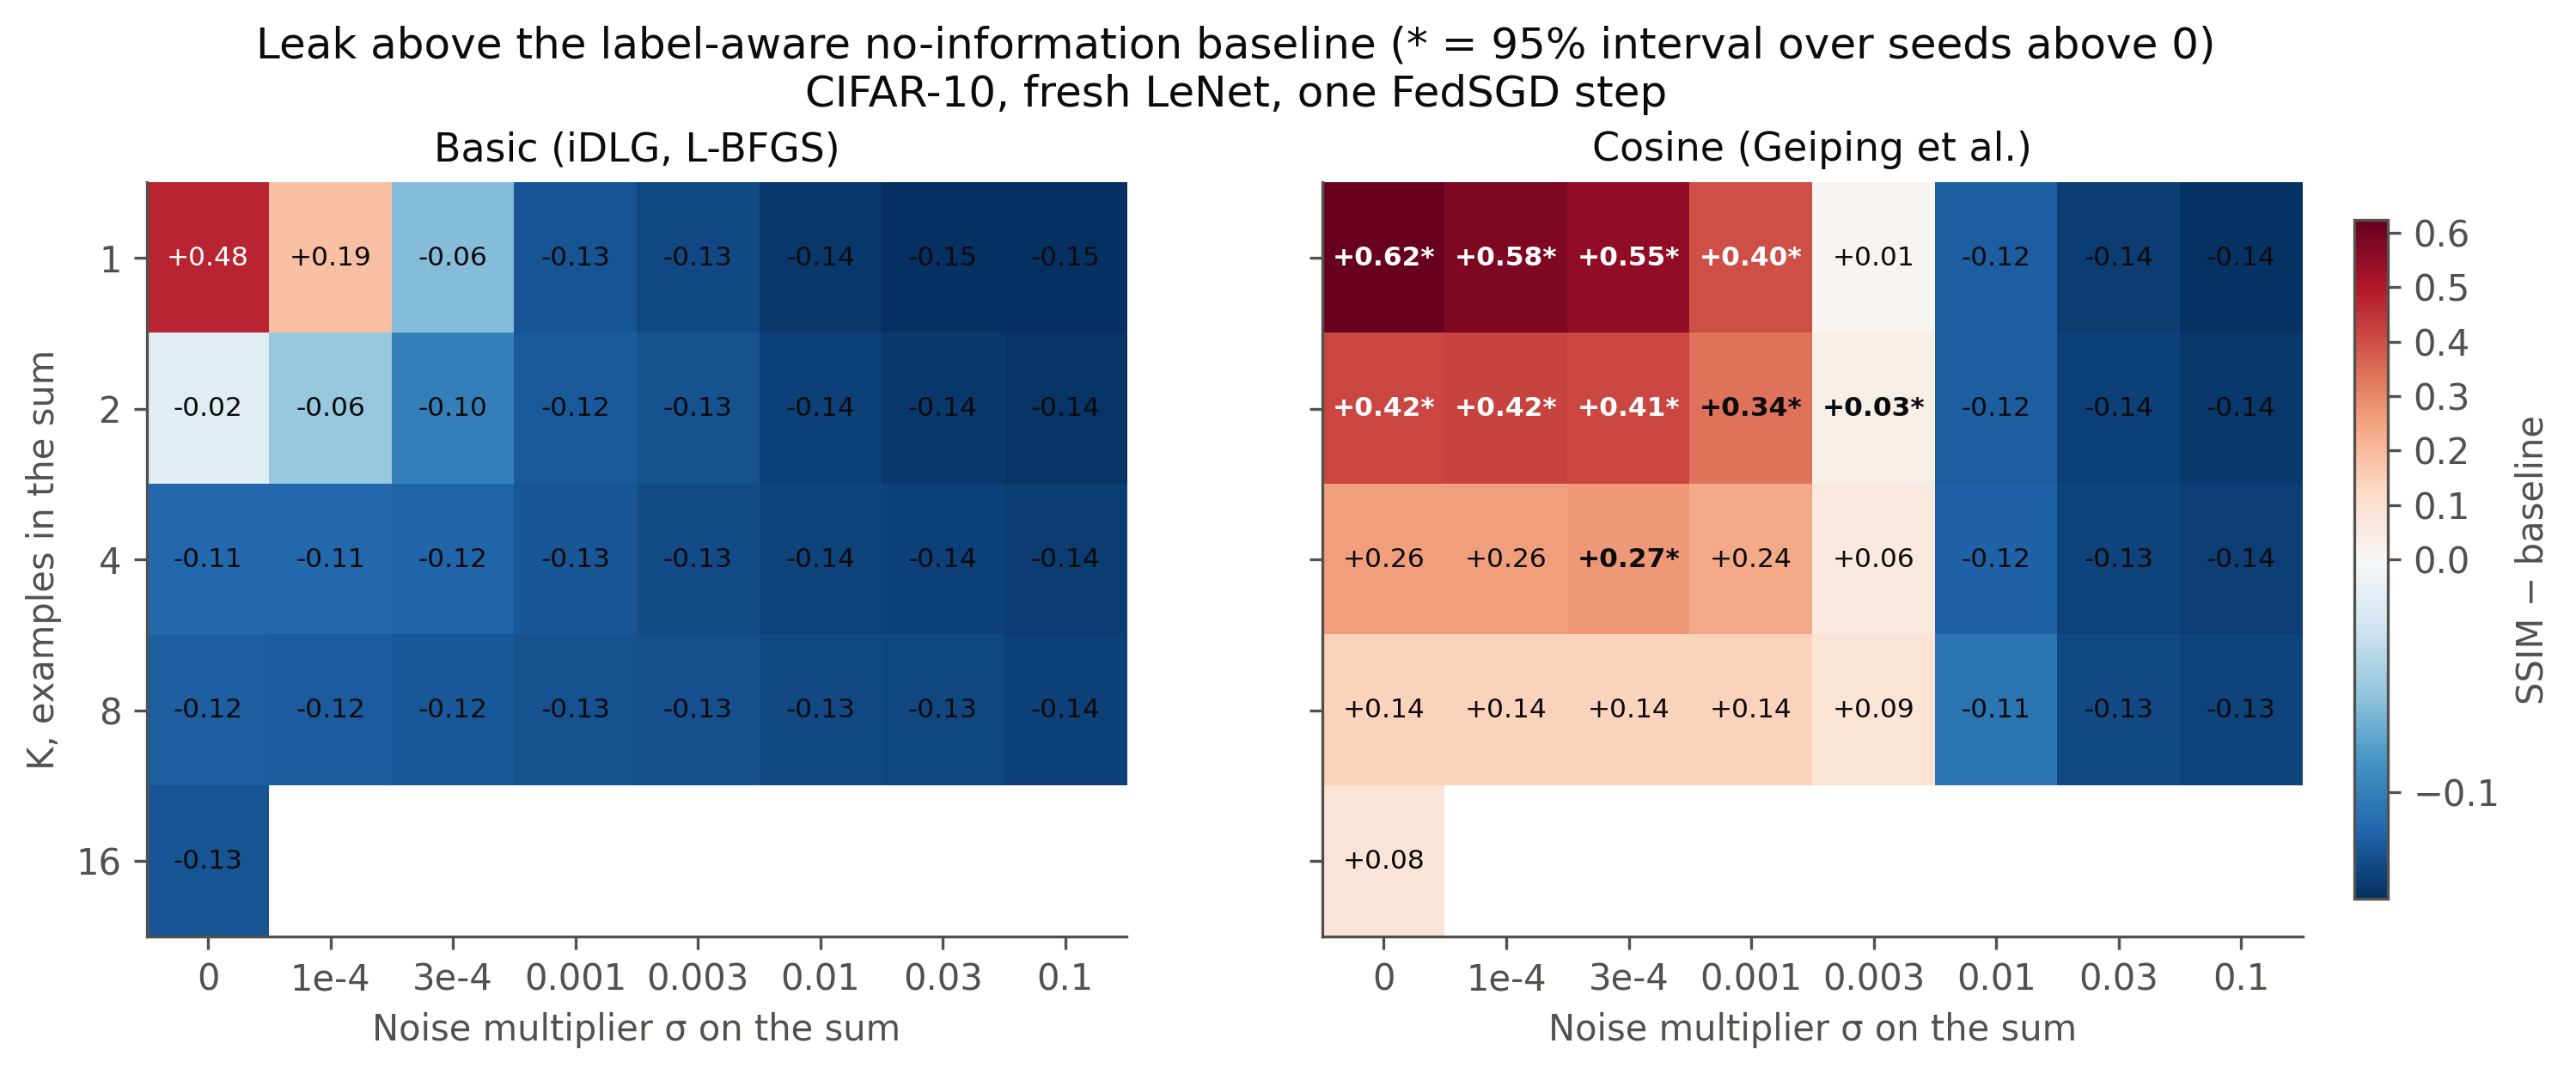 Leak above the label-aware no-information baseline (* = 95% interval over seeds above 0)
CIFAR-10, fresh LeNet, one FedSGD step
Basic (iDLG, L-BFGS)
K, examples in the sum
1 +0.48 +0.19 -0.06 -0.13 -0.13 -0.14 -0.15 -0.15
2 -0.02 -0.06 -0.10 -0.12 -0.13 -0.14 -0.14 -0.14
4 -0.11 -0.11 -0.12 -0.13 -0.13 -0.14 -0.14 -0.14
8 -0.12 -0.12 -0.12 -0.13 -0.13 -0.13 -0.13 -0.14
16 -0.13
0 1e-4 3e-4 0.001 0.003 0.01 0.03 0.1
Noise multiplier σ on the sum
Cosine (Geiping et al.)
+0.62* +0.58* +0.55* +0.40* +0.01 -0.12 -0.14 -0.14
+0.42* +0.42* +0.41* +0.34* +0.03* -0.12 -0.14 -0.14
+0.26 +0.26 +0.27* +0.24 +0.06 -0.12 -0.13 -0.14
+0.14 +0.14 +0.14 +0.14 +0.09 -0.11 -0.13 -0.13
+0.08
0 1e-4 3e-4 0.001 0.003 0.01 0.03 0.1
Noise multiplier σ on the sum
0.6
0.5
0.4
0.3
0.2
0.1
0.0
−0.1
SSIM − baseline